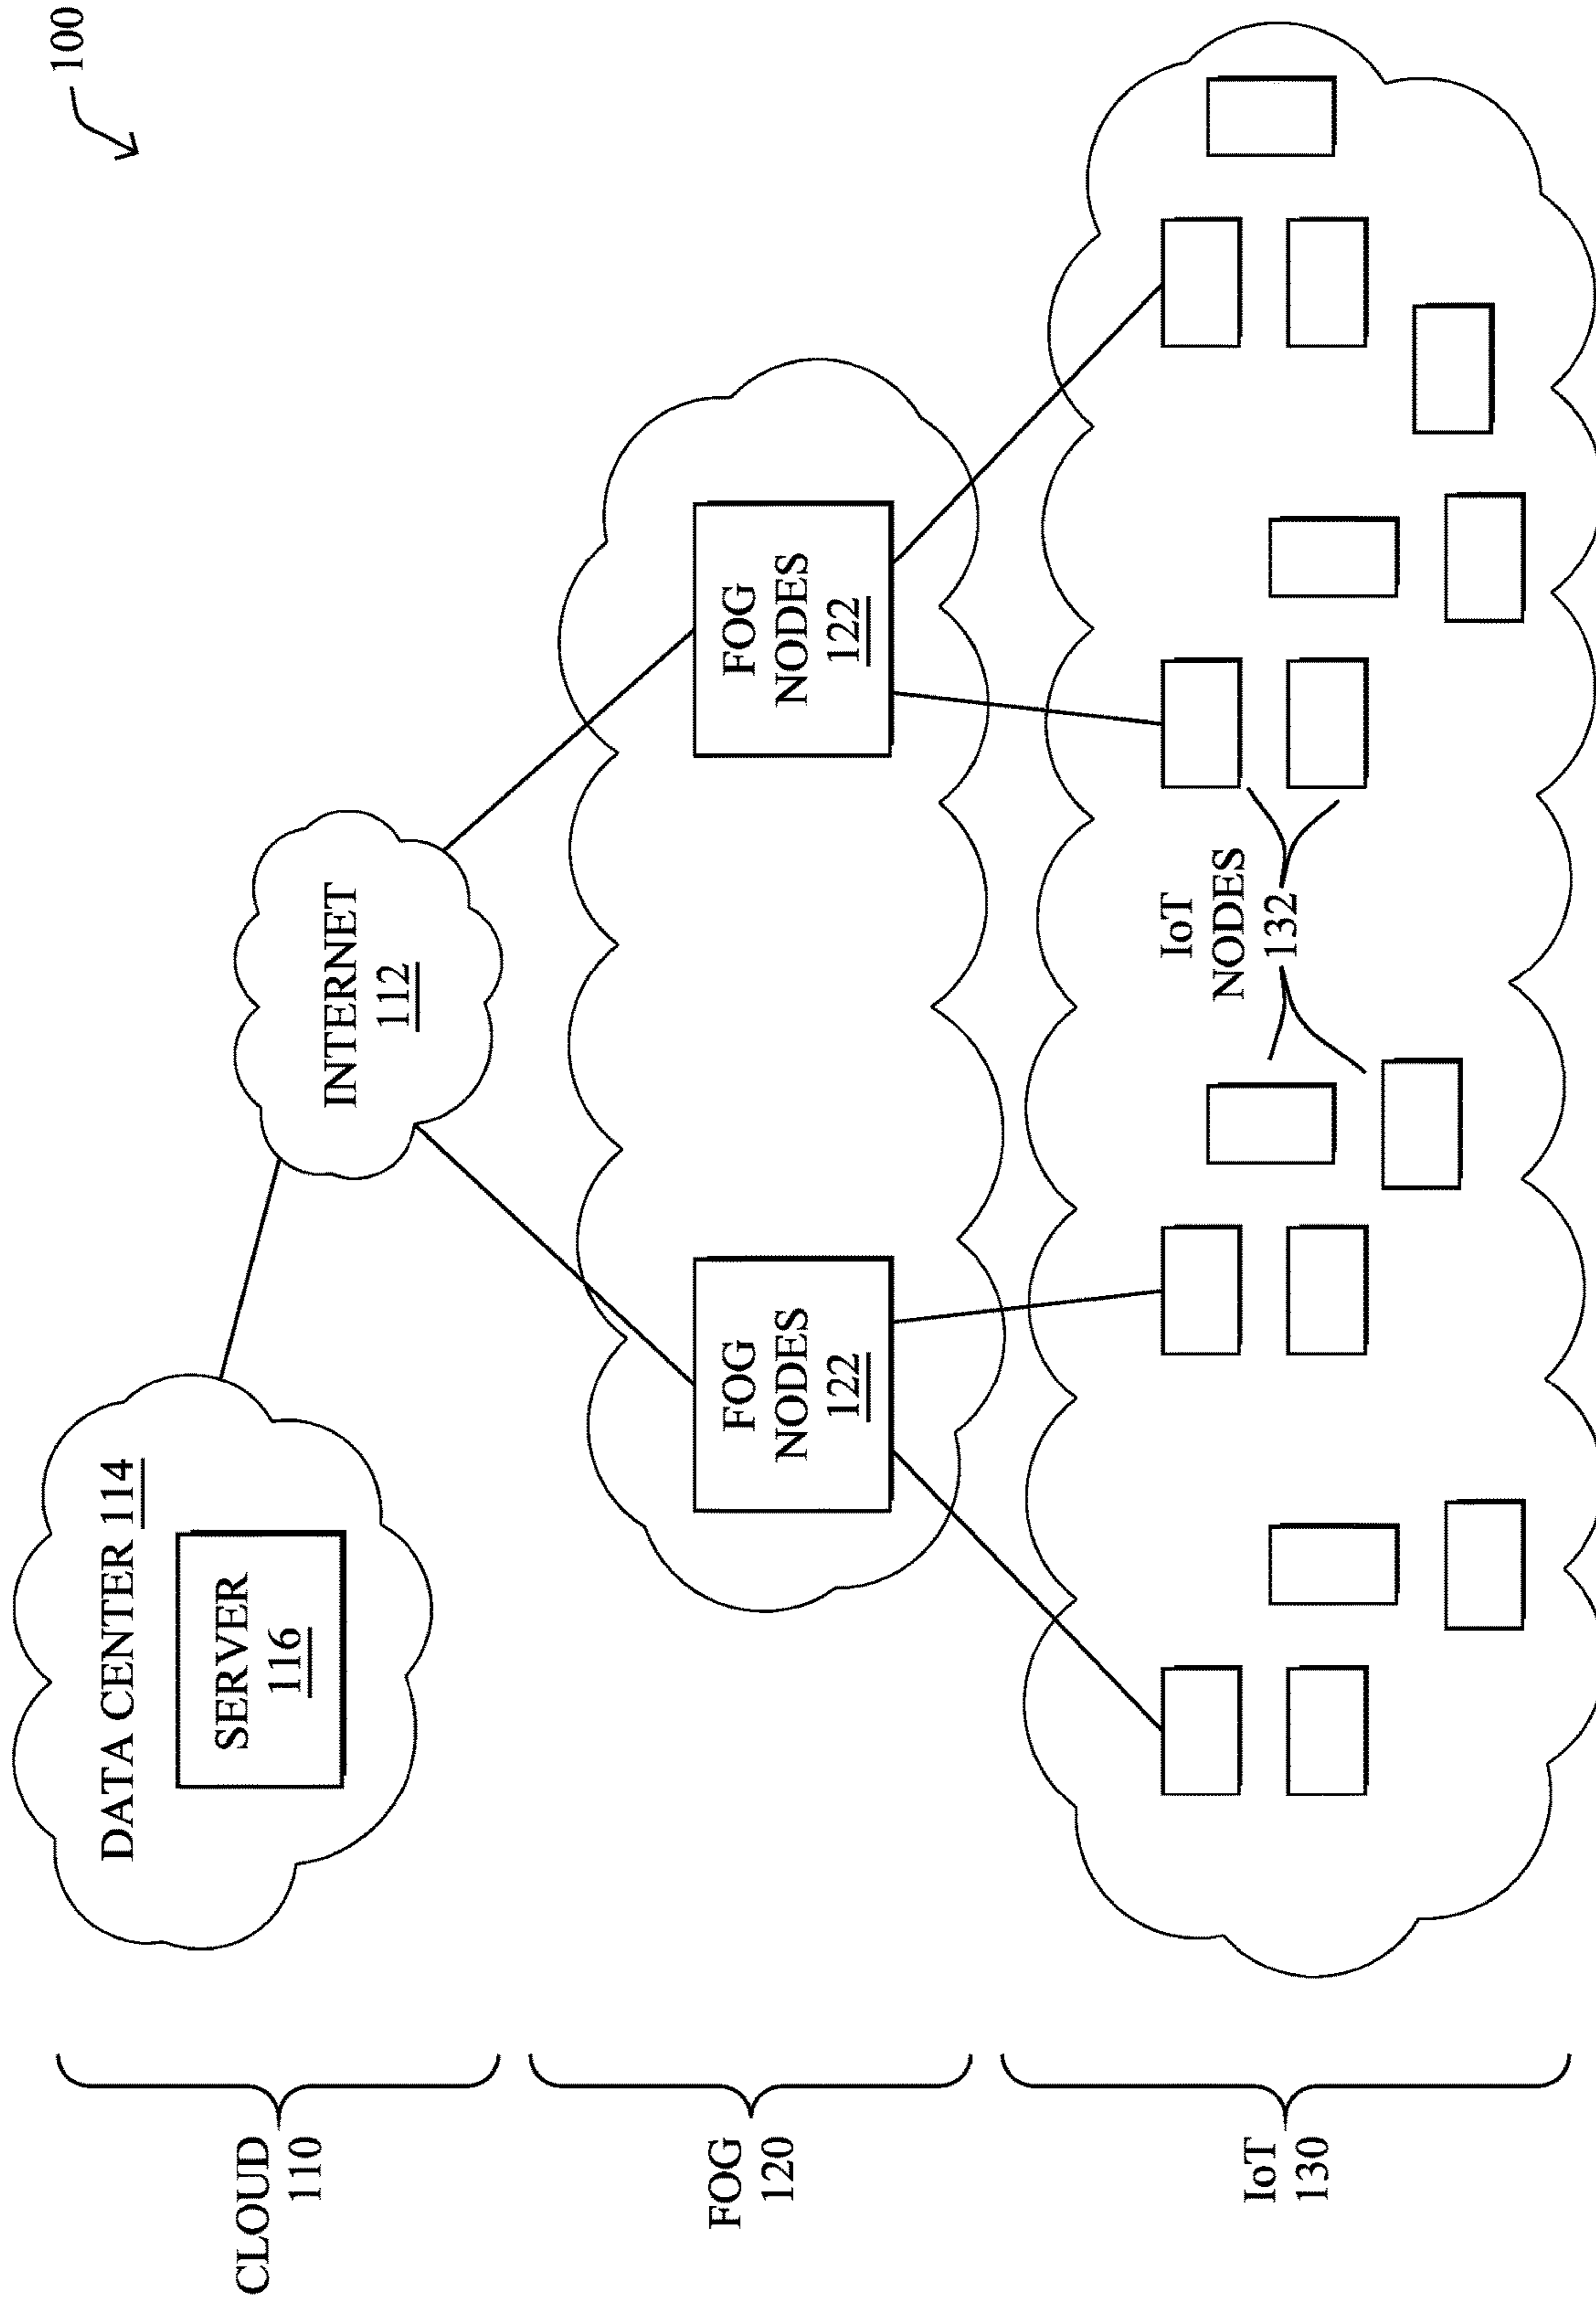 100
CLOUD
110
DATA CENTER 114
SERVER
116
INTERNET
112
FOG
120
FOG
NODES
122
FOG
NODES
122
IoT
130
IoT
NODES
132